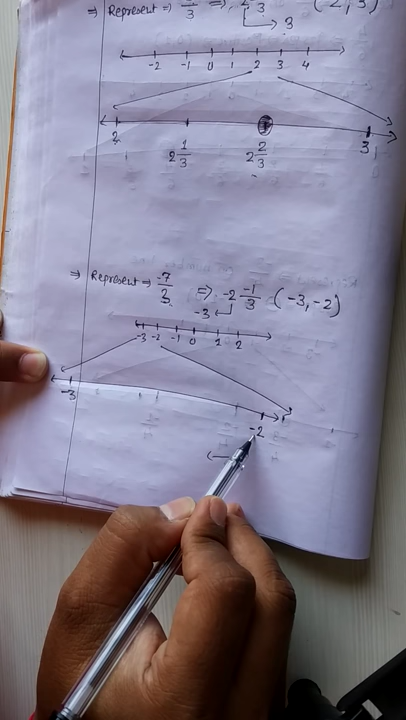 ⇒ Represent ⇒ /3 ⇒ 2 2/3 (2, 3)
3
-2 -1 0 1 2 3 4
2 2 1/3 2 2/3 3
⇒ Represent ⇒ -7/3 ⇒ -2 -1/3 (-3, -2)
-3
-3 -2 -1 0 1 2
-3 -2